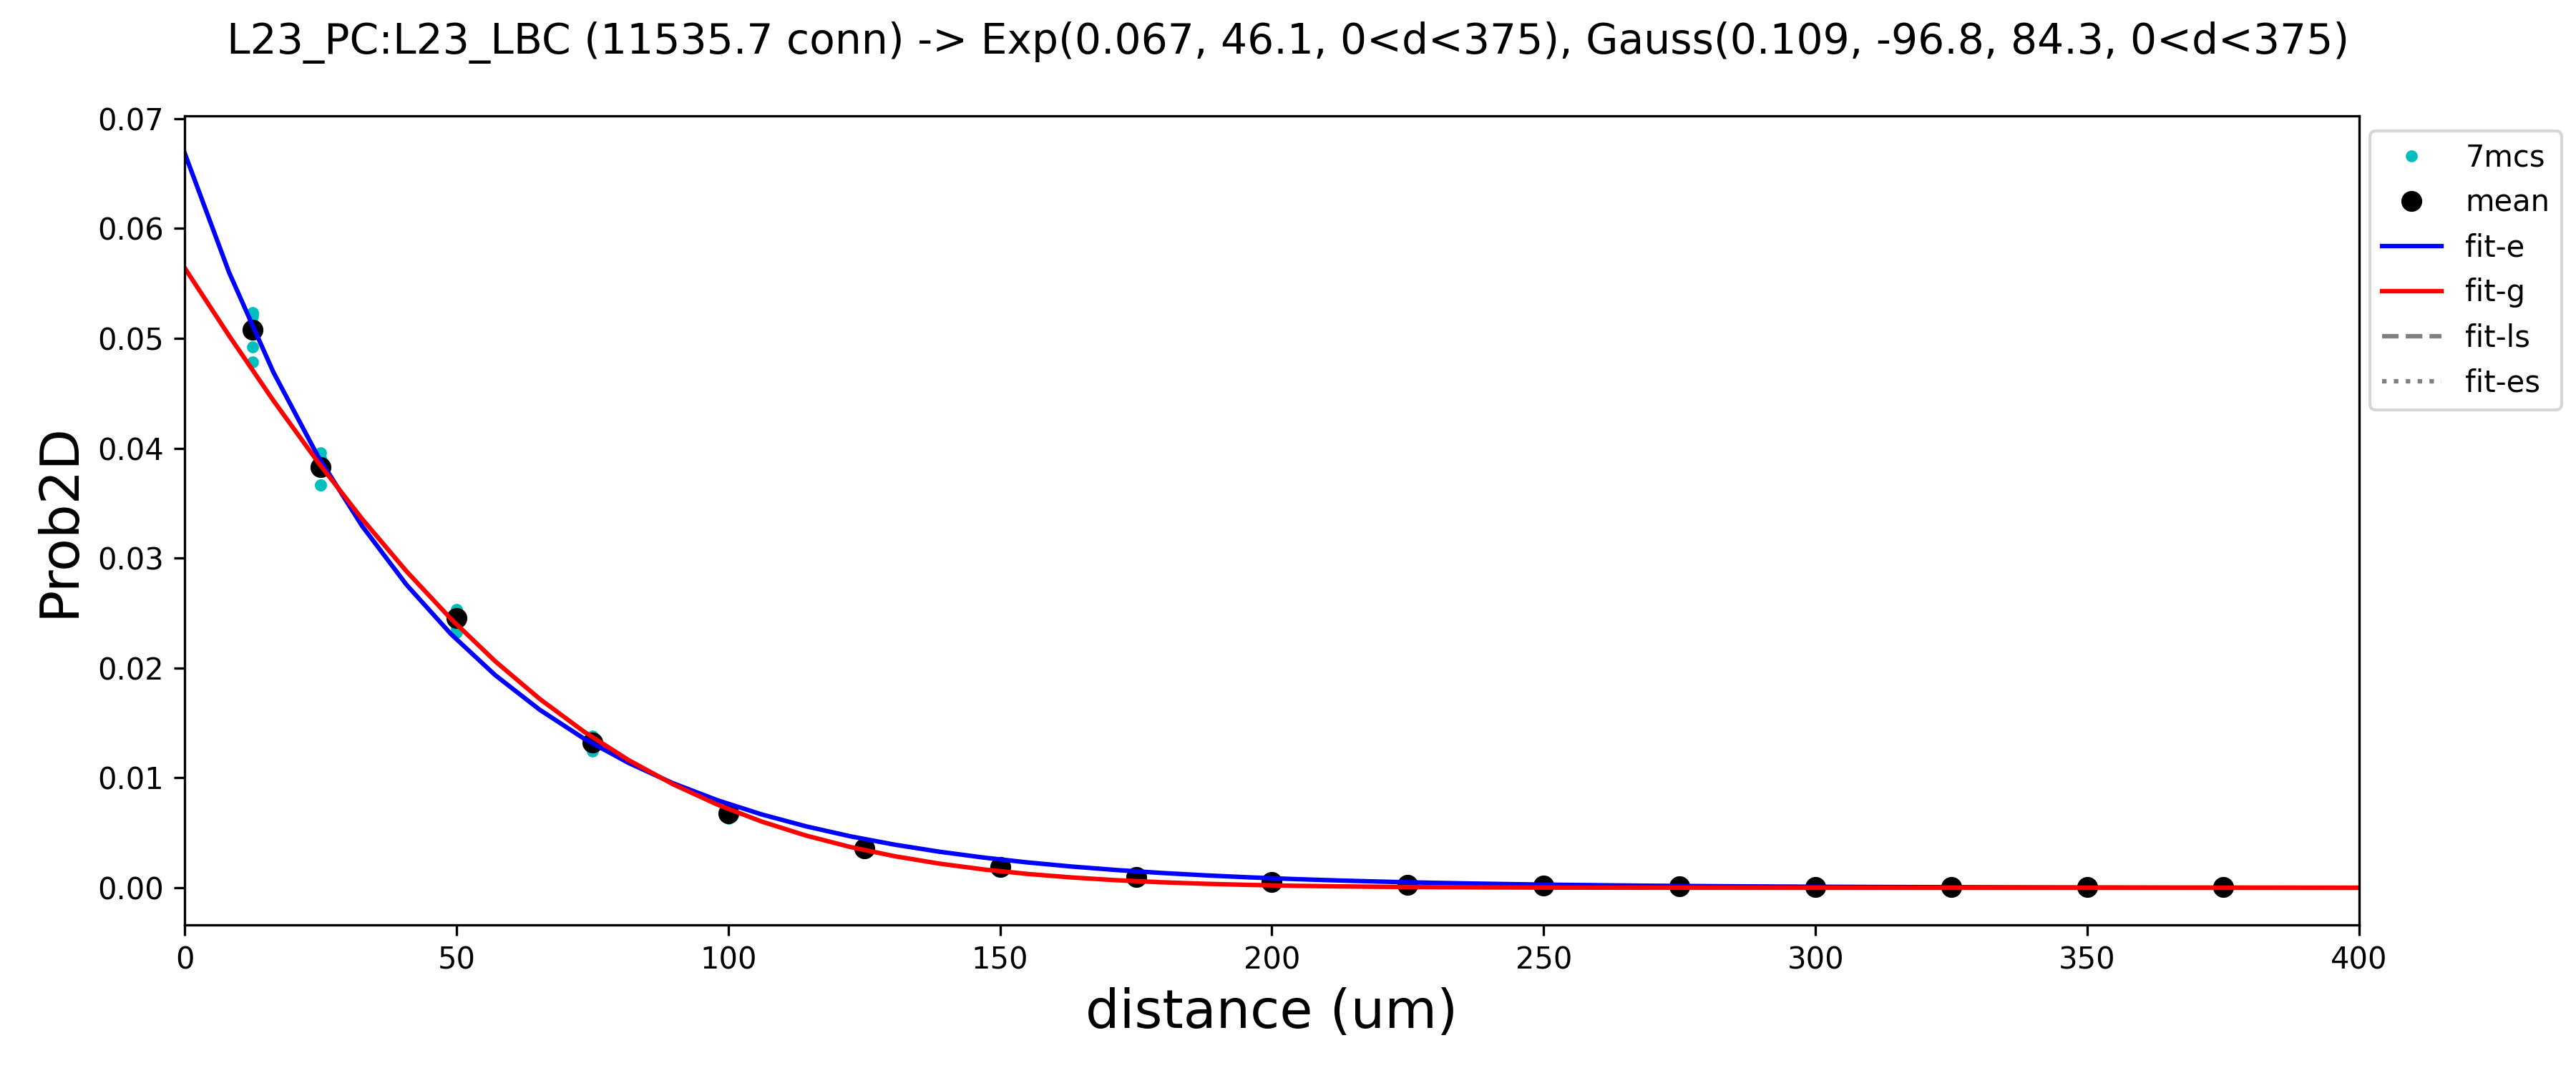 L23_PC:L23_LBC (11535.7 conn) -> Exp(0.067, 46.1, 0<d<375), Gauss(0.109, -96.8, 84.3, 0<d<375)
0.07
0.06
0.05
0.04
0.03
0.02
0.01
0.00
Prob2D
0 50 100 150 200 250 300 350 400
distance (um)
7mcs
mean
fit-e
fit-g
fit-ls
fit-es